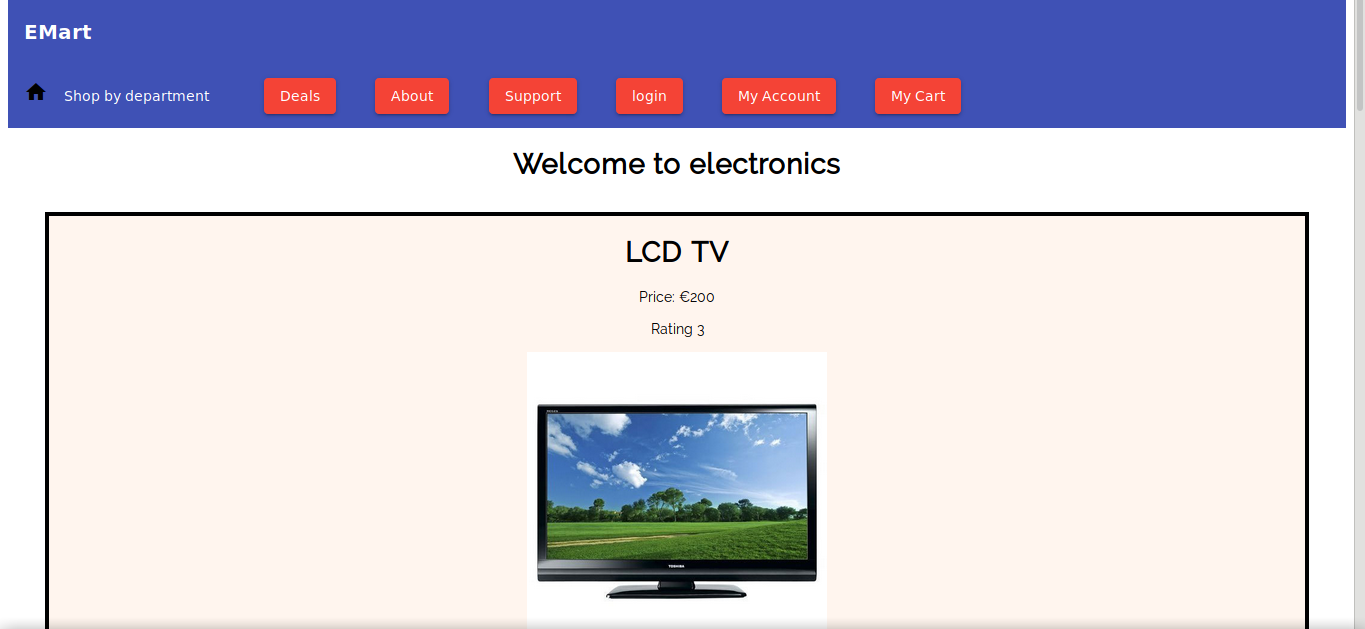 EMart
Shop by department Deals About Support login My Account My Cart
Welcome to electronics
LCD TV
Price: €200
Rating 3
TOSHIBA